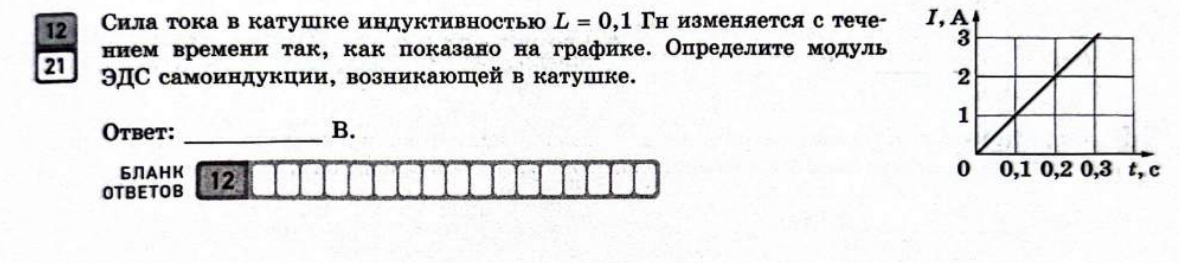 12
21
Сила тока в катушке индуктивностью L = 0,1 Гн изменяется с тече-
нием времени так, как показано на графике. Определите модуль
ЭДС самоиндукции, возникающей в катушке.
Ответ: ____________ В.
БЛАНК
ОТВЕТОВ
12
I, А
3
2
1
0 0,1 0,2 0,3 t, с